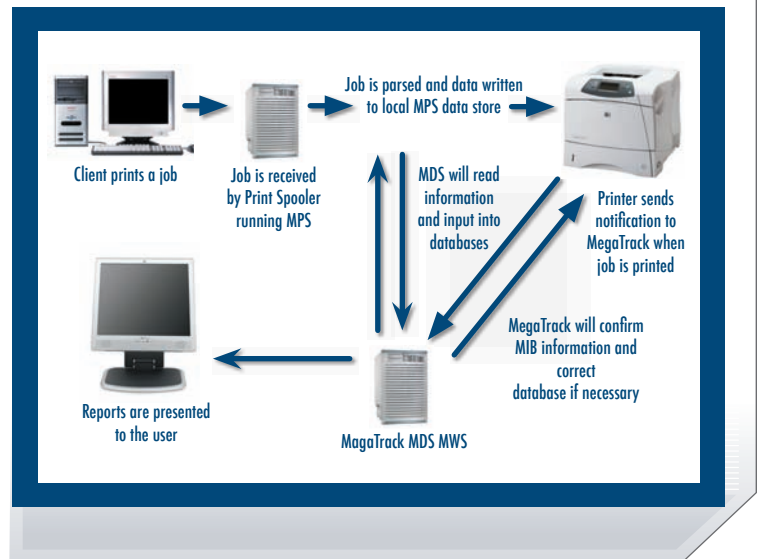 Client prints a job
Job is received
by Print Spooler
running MPS
Job is parsed and data written
to local MPS data store
MDS will read
information
and input into
databases
Printer sends
notification to
MegaTrack when
job is printed
MegaTrack will confirm
MIB information and
correct
database if necessary
Reports are presented
to the user
MagaTrack MDS MWS